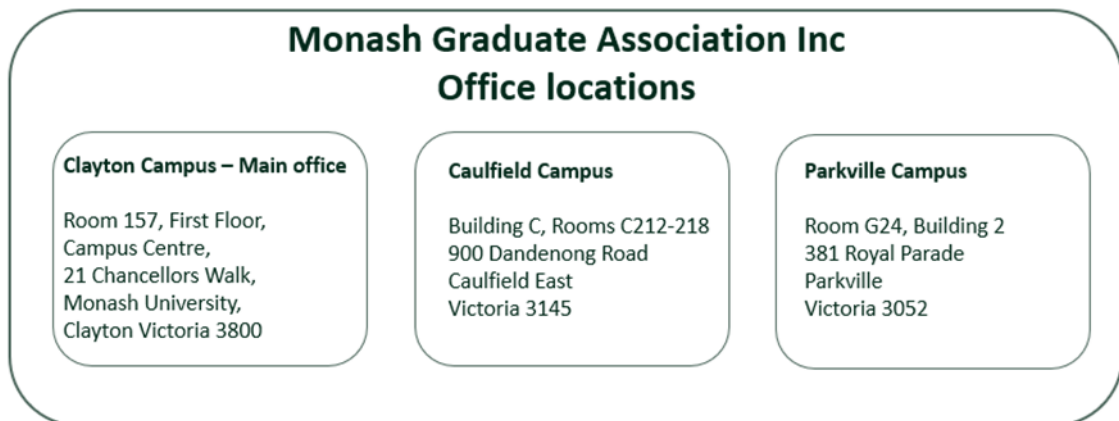 Monash Graduate Association Inc
Office locations
Clayton Campus – Main office
Room 157, First Floor,
Campus Centre,
21 Chancellors Walk,
Monash University,
Clayton Victoria 3800
Caulfield Campus
Building C, Rooms C212-218
900 Dandenong Road
Caulfield East
Victoria 3145
Parkville Campus
Room G24, Building 2
381 Royal Parade
Parkville
Victoria 3052